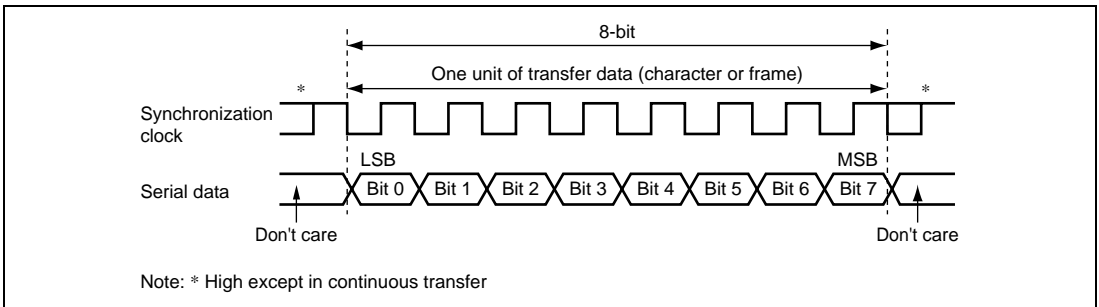 8-bit
One unit of transfer data (character or frame)
*
*
Synchronization
clock
LSB
MSB
Serial data
Bit 0 Bit 1 Bit 2 Bit 3 Bit 4 Bit 5 Bit 6 Bit 7
Don't care
Don't care
Note: * High except in continuous transfer